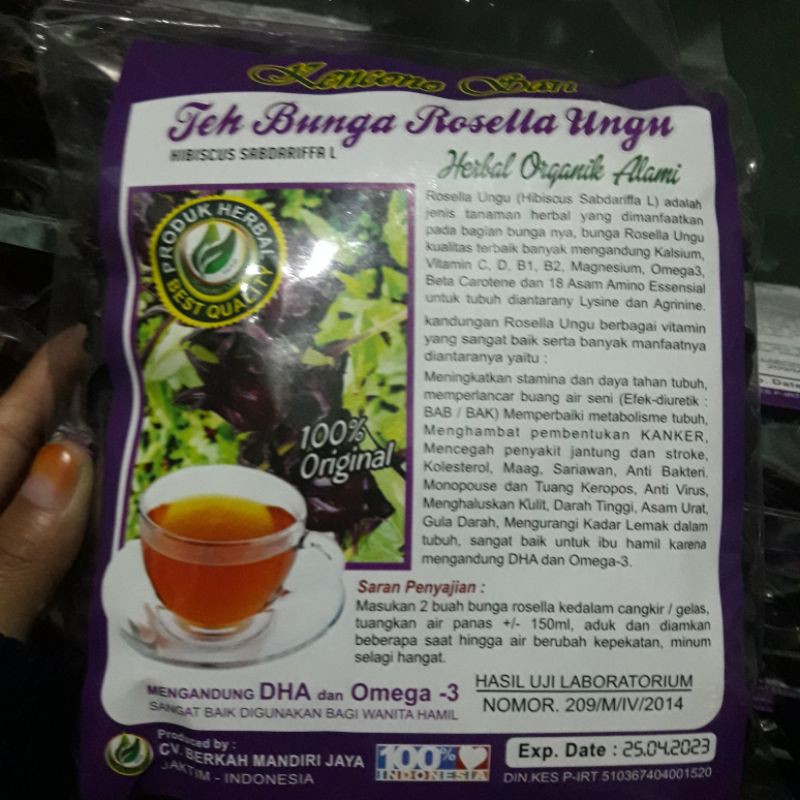 Kencono Sari
Teh Bunga Rosella Ungu
HIBISCUS SABDARIFFA L
Herbal Organik Alami
PRODUK HERBAL
BEST QUALITY
100%
Original
Rosella Ungu (Hibiscus Sabdariffa L) adalah
jenis tanaman herbal yang dimanfaatkan
pada bagian bunga nya, bunga Rosella Ungu
kualitas terbaik banyak mengandung Kalsium,
Vitamin C, D, B1, B2, Magnesium, Omega3,
Beta Carotene dan 18 Asam Amino Essensial
untuk tubuh diantarany Lysine dan Agrinine.
kandungan Rosella Ungu berbagai vitamin
yang sangat baik serta banyak manfaatnya
diantaranya yaitu :
Meningkatkan stamina dan daya tahan tubuh,
memperlancar buang air seni (Efek-diuretik :
BAB / BAK) Memperbaiki metabolisme tubuh,
Menghambat pembentukan KANKER,
Mencegah penyakit jantung dan stroke,
Kolesterol, Maag, Sariawan, Anti Bakteri.
Monopouse dan Tuang Keropos, Anti Virus,
Menghaluskan Kulit, Darah Tinggi, Asam Urat,
Gula Darah, Mengurangi Kadar Lemak dalam
tubuh, sangat baik untuk ibu hamil karena
mengandung DHA dan Omega-3.
Saran Penyajian :
Masukan 2 buah bunga rosella kedalam cangkir / gelas,
tuangkan air panas +/- 150ml, aduk dan diamkan
beberapa saat hingga air berubah kepekatan, minum
selagi hangat.
MENGANDUNG DHA dan Omega -3
SANGAT BAIK DIGUNAKAN BAGI WANITA HAMIL
HASIL UJI LABORATORIUM
NOMOR. 209/M/IV/2014
Produced by :
CV. BERKAH MANDIRI JAYA
JAKTIM - INDONESIA
100%
INDONESIA
Exp. Date : 25.04.2023
DIN.KES P-IRT 510367404001520